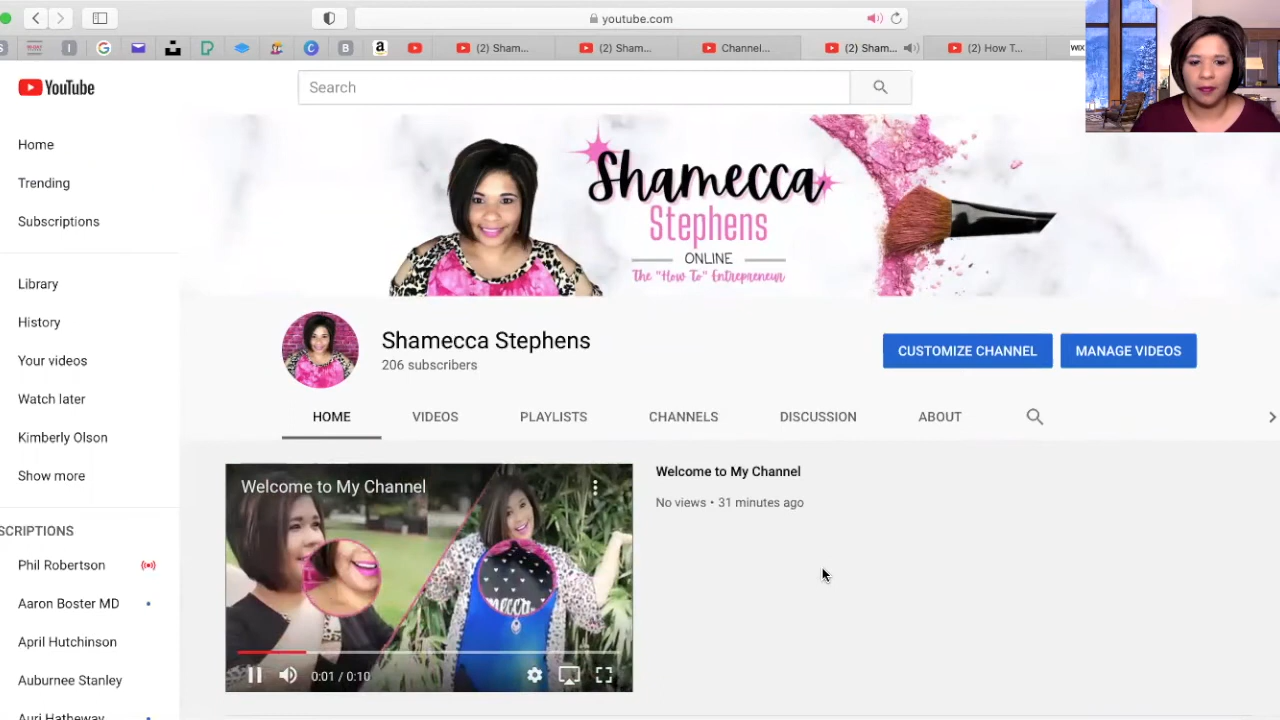 youtube.com
(2) Sham...
(2) Sham...
Channel...
(2) Sham...
(2) How T...
WIX
YouTube
Search
Home
Trending
Subscriptions
Library
History
Your videos
Watch later
Kimberly Olson
Show more
SCRIPTIONS
Phil Robertson
Aaron Boster MD
April Hutchinson
Auburnee Stanley
Auri Hatheway
Shamecca
Stephens
ONLINE
The "How To" Entrepreneur
Shamecca Stephens
206 subscribers
CUSTOMIZE CHANNEL
MANAGE VIDEOS
HOME
VIDEOS
PLAYLISTS
CHANNELS
DISCUSSION
ABOUT
Welcome to My Channel
0:01 / 0:10
Welcome to My Channel
No views • 31 minutes ago